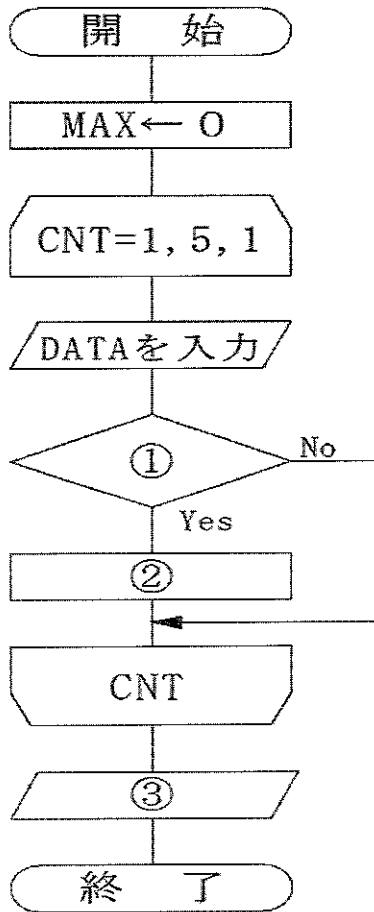 開 始
MAX← 0
CNT=1, 5, 1
DATAを入力
①
No
Yes
②
CNT
③
終 了